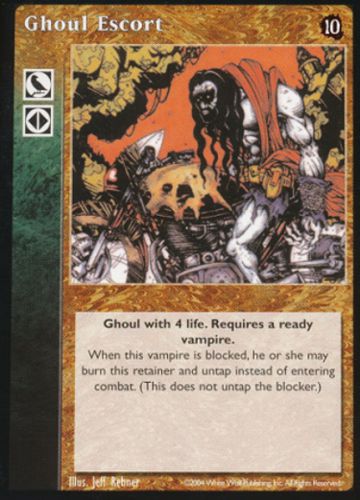 Ghoul Escort 10
Ghoul with 4 life. Requires a ready
vampire.
When this vampire is blocked, he or she may
burn this retainer and untap instead of entering
combat. (This does not untap the blocker.)
Illus. Jeff Rebner ©2004 White Wolf Publishing, Inc. All Rights Reserved.